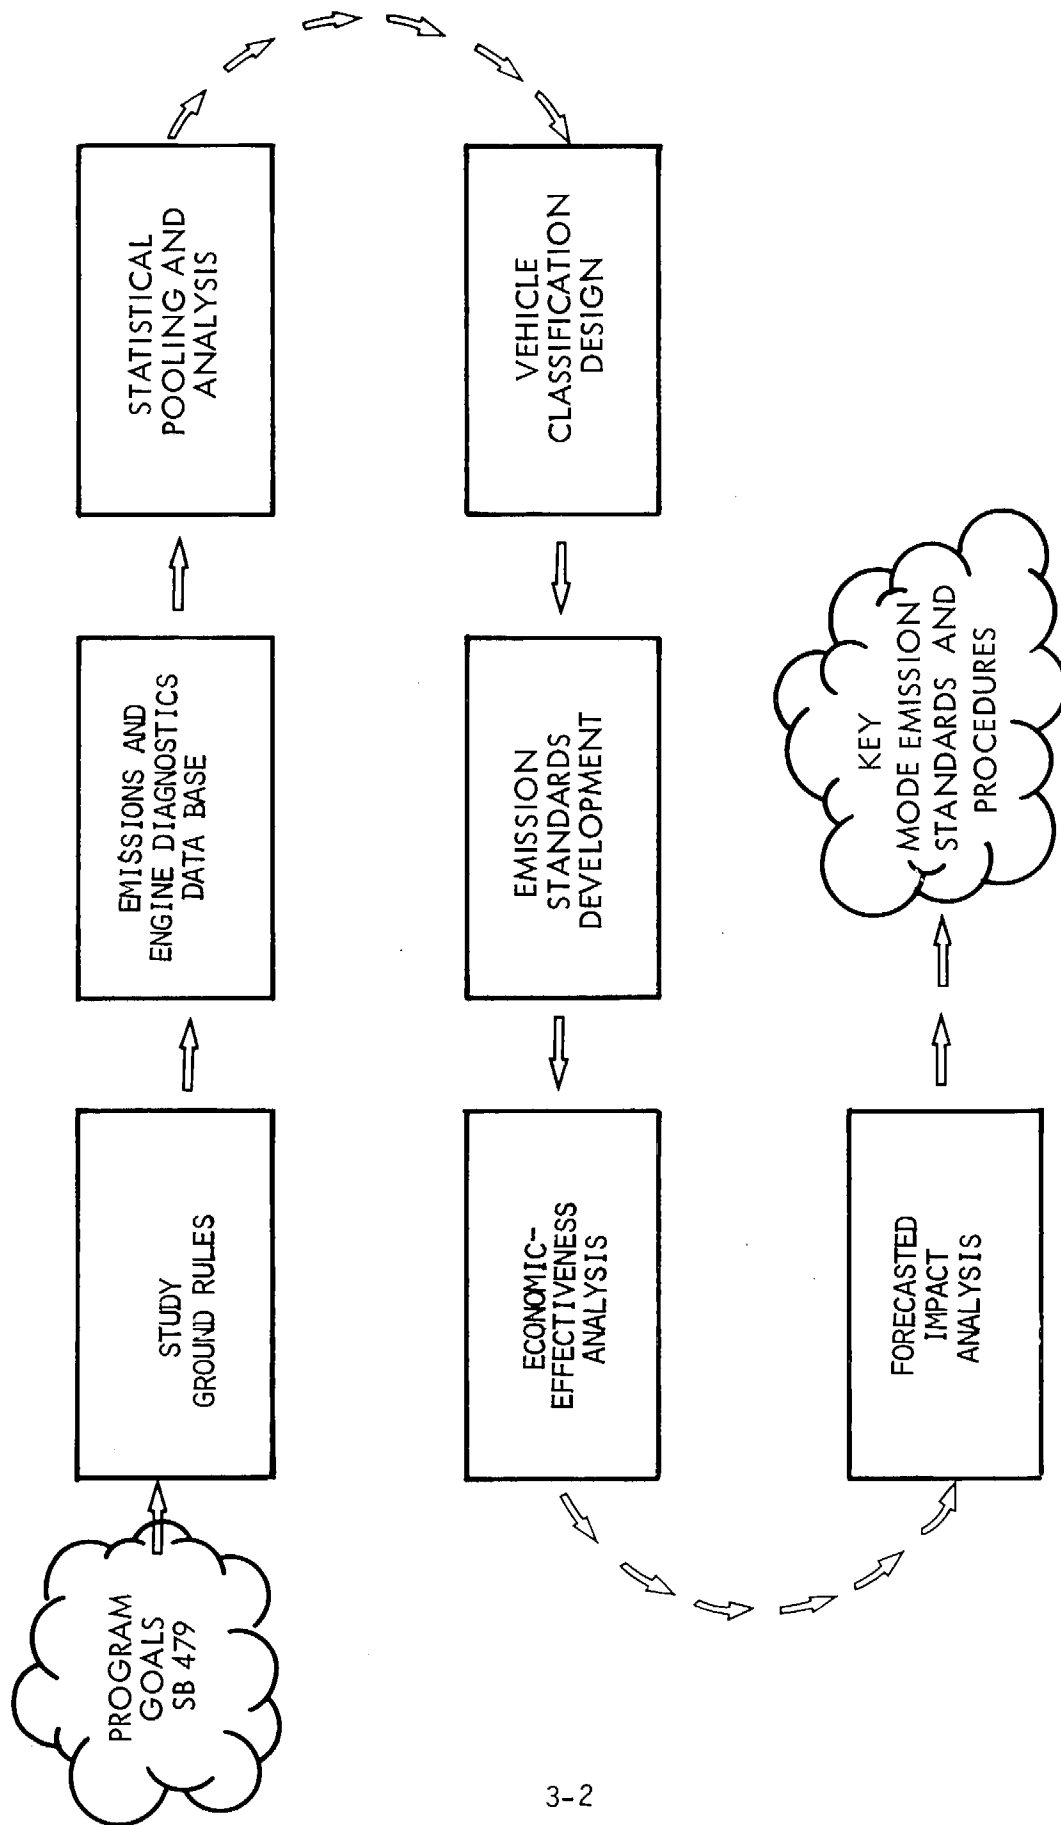 PROGRAM
GOALS
SB 479
STUDY
GROUND RULES
EMISSIONS AND
ENGINE DIAGNOSTICS
DATA BASE
STATISTICAL
POOLING AND
ANALYSIS
VEHICLE
CLASSIFICATION
DESIGN
EMISSION
STANDARDS
DEVELOPMENT
ECONOMIC-
EFFECTIVENESS
ANALYSIS
FORECASTED
IMPACT
ANALYSIS
KEY
MODE EMISSION
STANDARDS AND
PROCEDURES
3-2